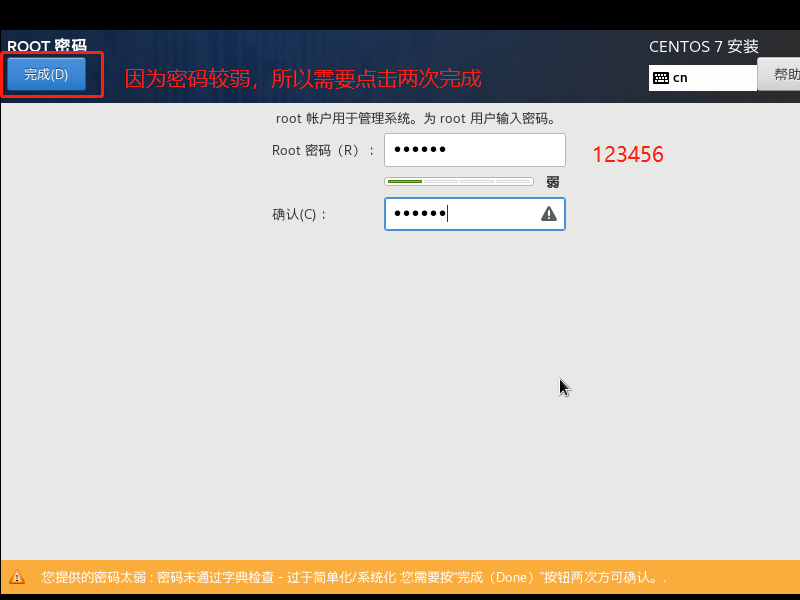 ROOT 密码
CENTOS 7 安装
完成(D)
因为密码较弱，所以需要点击两次完成
cn
帮助
root 帐户用于管理系统。为 root 用户输入密码。
Root 密码（R）：
●●●●●●
123456
弱
确认(C)：
●●●●●●
您提供的密码太弱 : 密码未通过字典检查 - 过于简单化/系统化 您需要按“完成（Done）”按钮两次方可确认。.